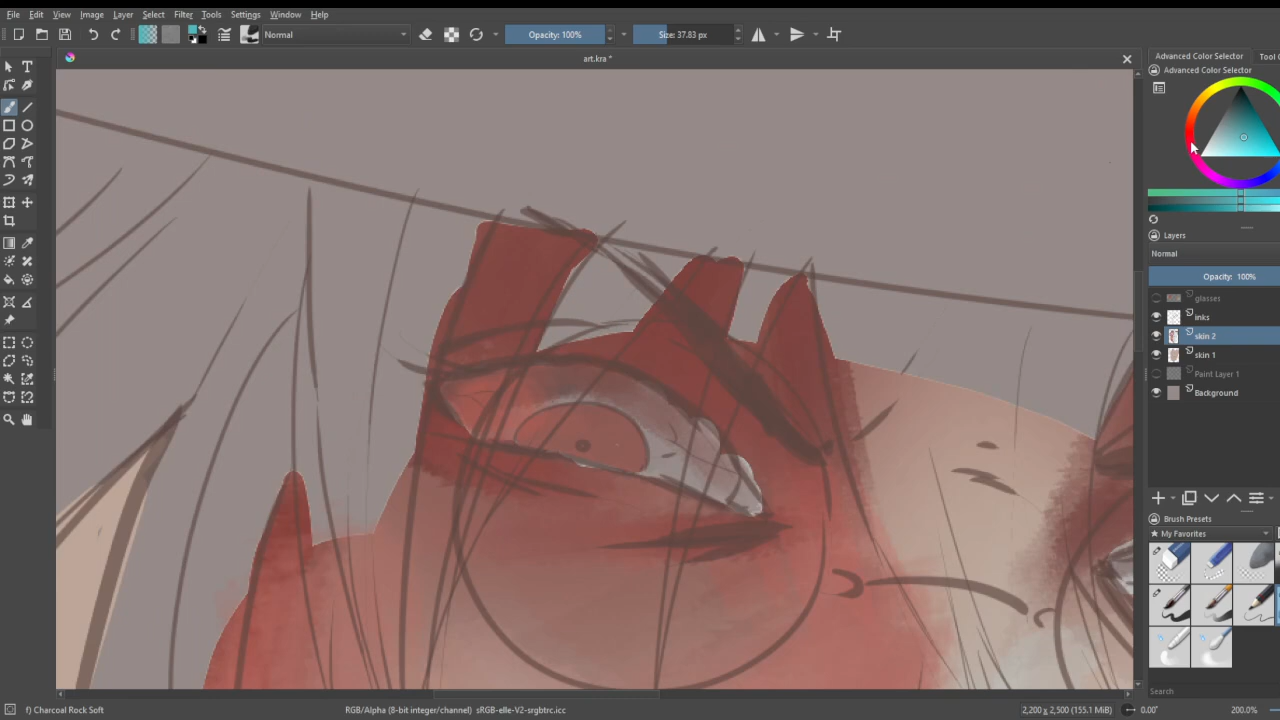 File Edit View Image Layer Select Filter Tools Settings Window Help
Normal Opacity: 100% Size: 37.83 px
art.kra *
Advanced Color Selector Tool
Advanced Color Selector
Layers
Normal
Opacity: 100%
glasses
inks
skin 2
skin 1
Paint Layer 1
Background
Brush Presets
★ My Favorites
Search
f) Charcoal Rock Soft RGB/Alpha (8-bit integer/channel) sRGB-elle-V2-srgbtrc.icc 2,200 x 2,500 (155.1 MiB) 0.00° 200.0%